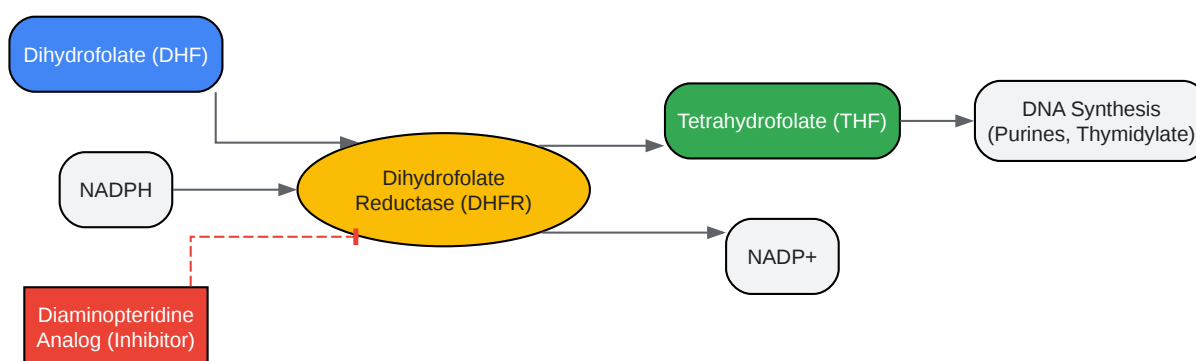 Dihydrofolate (DHF)
Tetrahydrofolate (THF)
DNA Synthesis
(Purines, Thymidylate)
NADPH
Dihydrofolate
Reductase (DHFR)
NADP+
Diaminopteridine
Analog (Inhibitor)